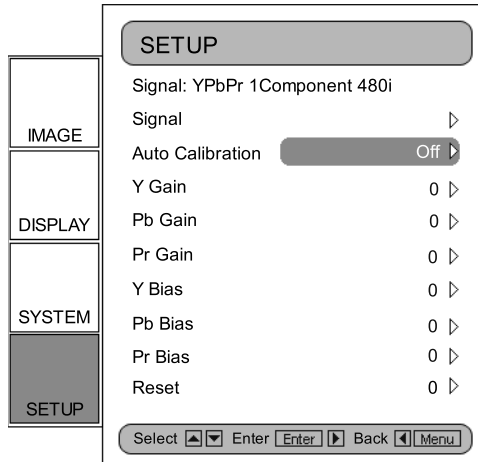 SETUP
Signal: YPbPr 1Component 480i
Signal
Auto Calibration Off
Y Gain 0
Pb Gain 0
Pr Gain 0
Y Bias 0
Pb Bias 0
Pr Bias 0
Reset 0
Select Enter Enter Back Menu
IMAGE
DISPLAY
SYSTEM
SETUP